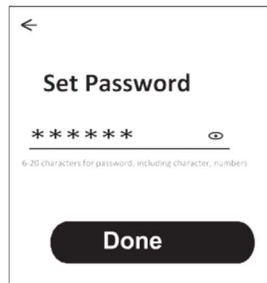 Set Password
******
6-20 characters for password, including character, numbers
Done